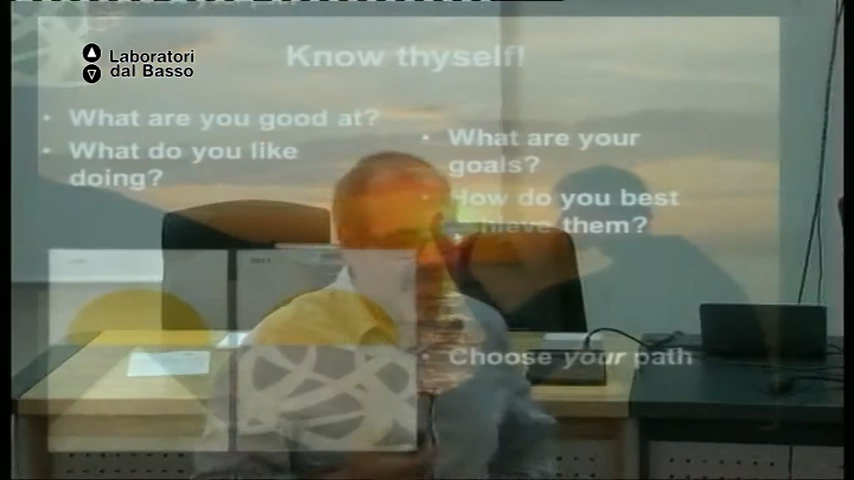 Laboratori
dal Basso
Know thyself!
• What are you good at?
• What do you like
doing?
• What are your
goals?
• How do you best
achieve them?
• Choose your path